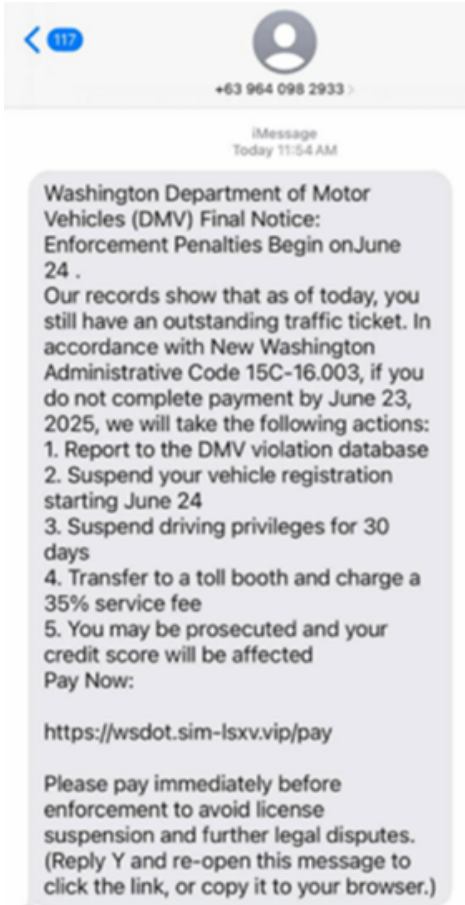 117
+63 964 098 2933 >
iMessage
Today 11:54 AM
Washington Department of Motor
Vehicles (DMV) Final Notice:
Enforcement Penalties Begin onJune
24 .
Our records show that as of today, you
still have an outstanding traffic ticket. In
accordance with New Washington
Administrative Code 15C-16.003, if you
do not complete payment by June 23,
2025, we will take the following actions:
1. Report to the DMV violation database
2. Suspend your vehicle registration
starting June 24
3. Suspend driving privileges for 30
days
4. Transfer to a toll booth and charge a
35% service fee
5. You may be prosecuted and your
credit score will be affected
Pay Now:
https://wsdot.sim-lsxv.vip/pay
Please pay immediately before
enforcement to avoid license
suspension and further legal disputes.
(Reply Y and re-open this message to
click the link, or copy it to your browser.)